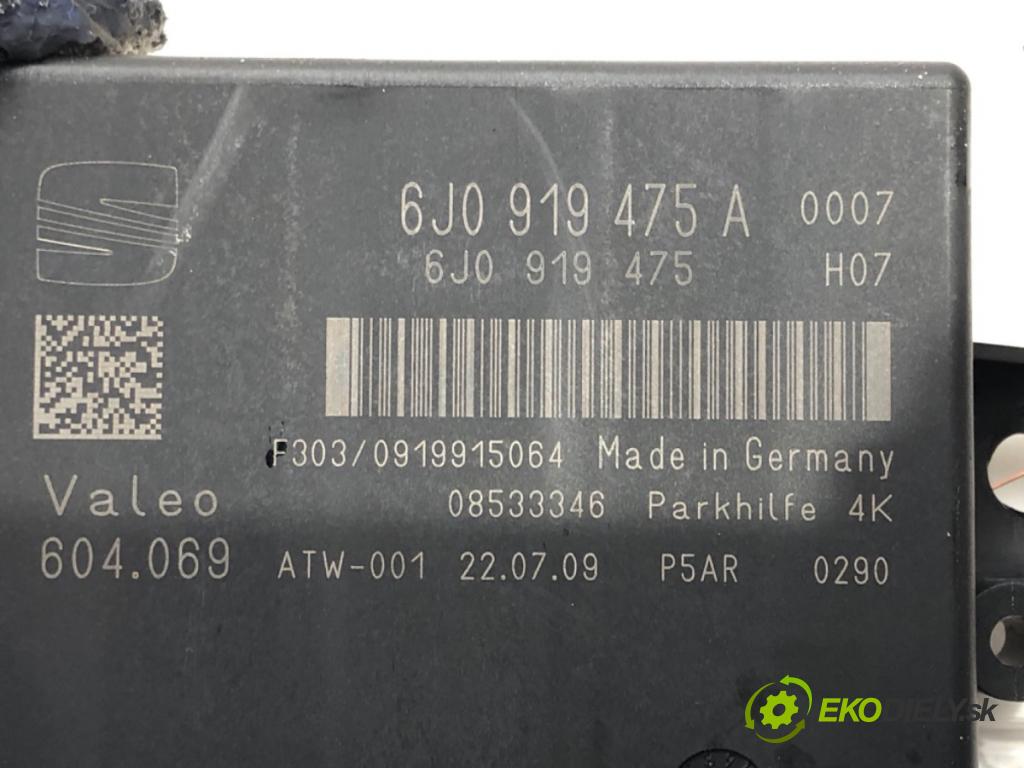 6J0 919 475 A 0007
6J0 919 475 H07
F303/0919915064 Made in Germany
Valeo 08533346 Parkhilfe 4K
604.069 ATW-001 22.07.09 P5AR 0290
EKODIELY.sk